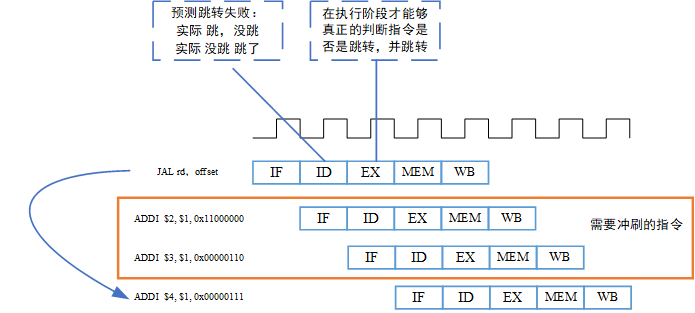 预测跳转失败：
实际 跳，没跳
实际 没跳 跳了
在执行阶段才能够
真正的判断指令是
否是跳转，并跳转
JAL rd，offset
IF ID EX MEM WB
ADDI $2, $1, 0x11000000
IF ID EX MEM WB
需要冲刷的指令
ADDI $3, $1, 0x00000110
IF ID EX MEM WB
ADDI $4, $1, 0x00000111
IF ID EX MEM WB